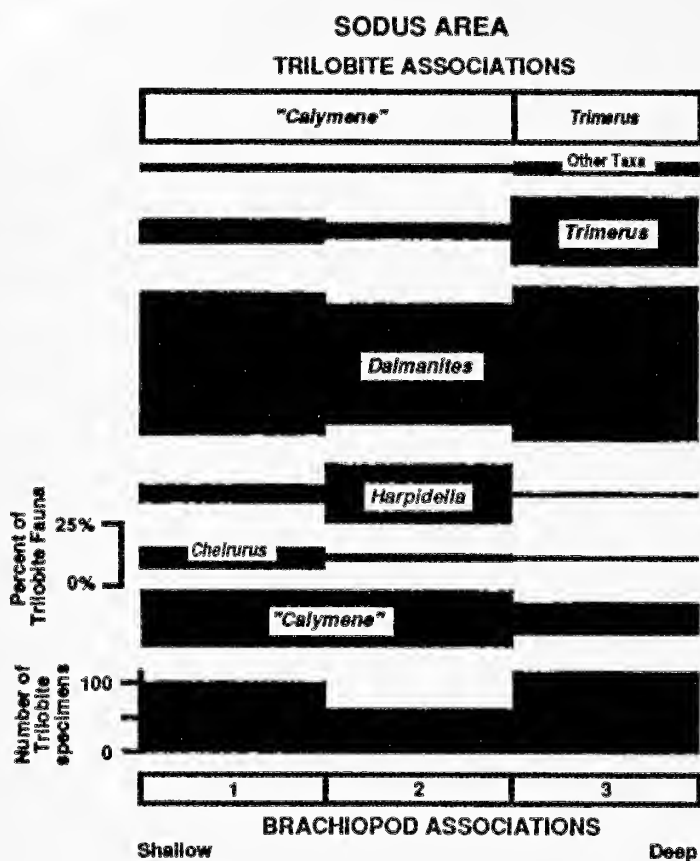 SODUS AREA
TRILOBITE ASSOCIATIONS
"Calymene"
Trimerus
Other Taxa
Trimerus
Dalmanites
Harpidella
Cheirurus
"Calymene"
Percent of
Trilobite Fauna
25%
0%
Number of
Trilobite
specimens
100
0
1 2 3
BRACHIOPOD ASSOCIATIONS
Shallow Deep